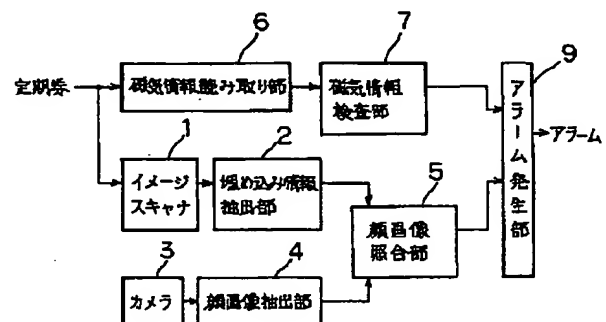 6
7
9
定期券
磁気情報読み取り部
磁気情報
検査部
アラーム発生部
アラーム
1
2
5
イメージ
スキャナ
埋め込み情報
抽出部
顔画像
照合部
3
4
カメラ
顔画像抽出部